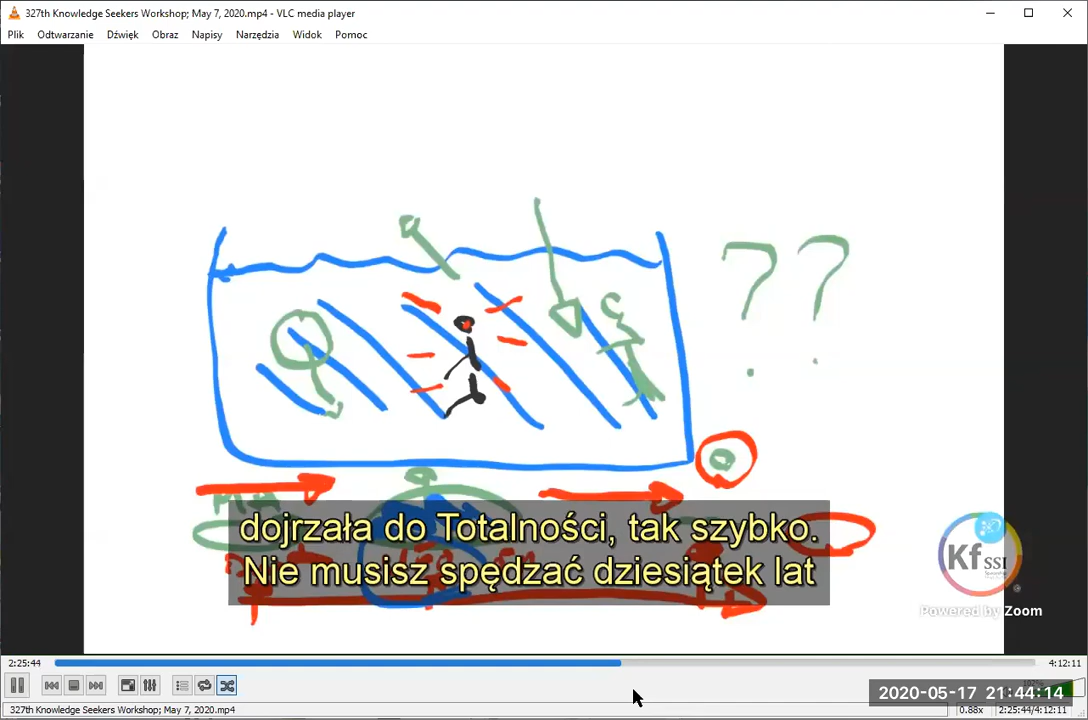 327th Knowledge Seekers Workshop; May 7, 2020.mp4 - VLC media player
Plik Odtwarzanie Dźwięk Obraz Napisy Narzędzia Widok Pomoc
? ?
dojrzała do Totalności, tak szybko.
Nie musisz spędzać dziesiątek lat
Kf SSI
Powered by Zoom
2:25:44
4:12:11
102%
2020-05-17 21:44:14
327th Knowledge Seekers Workshop; May 7, 2020.mp4
0.88x
2:25:44/4:12:11